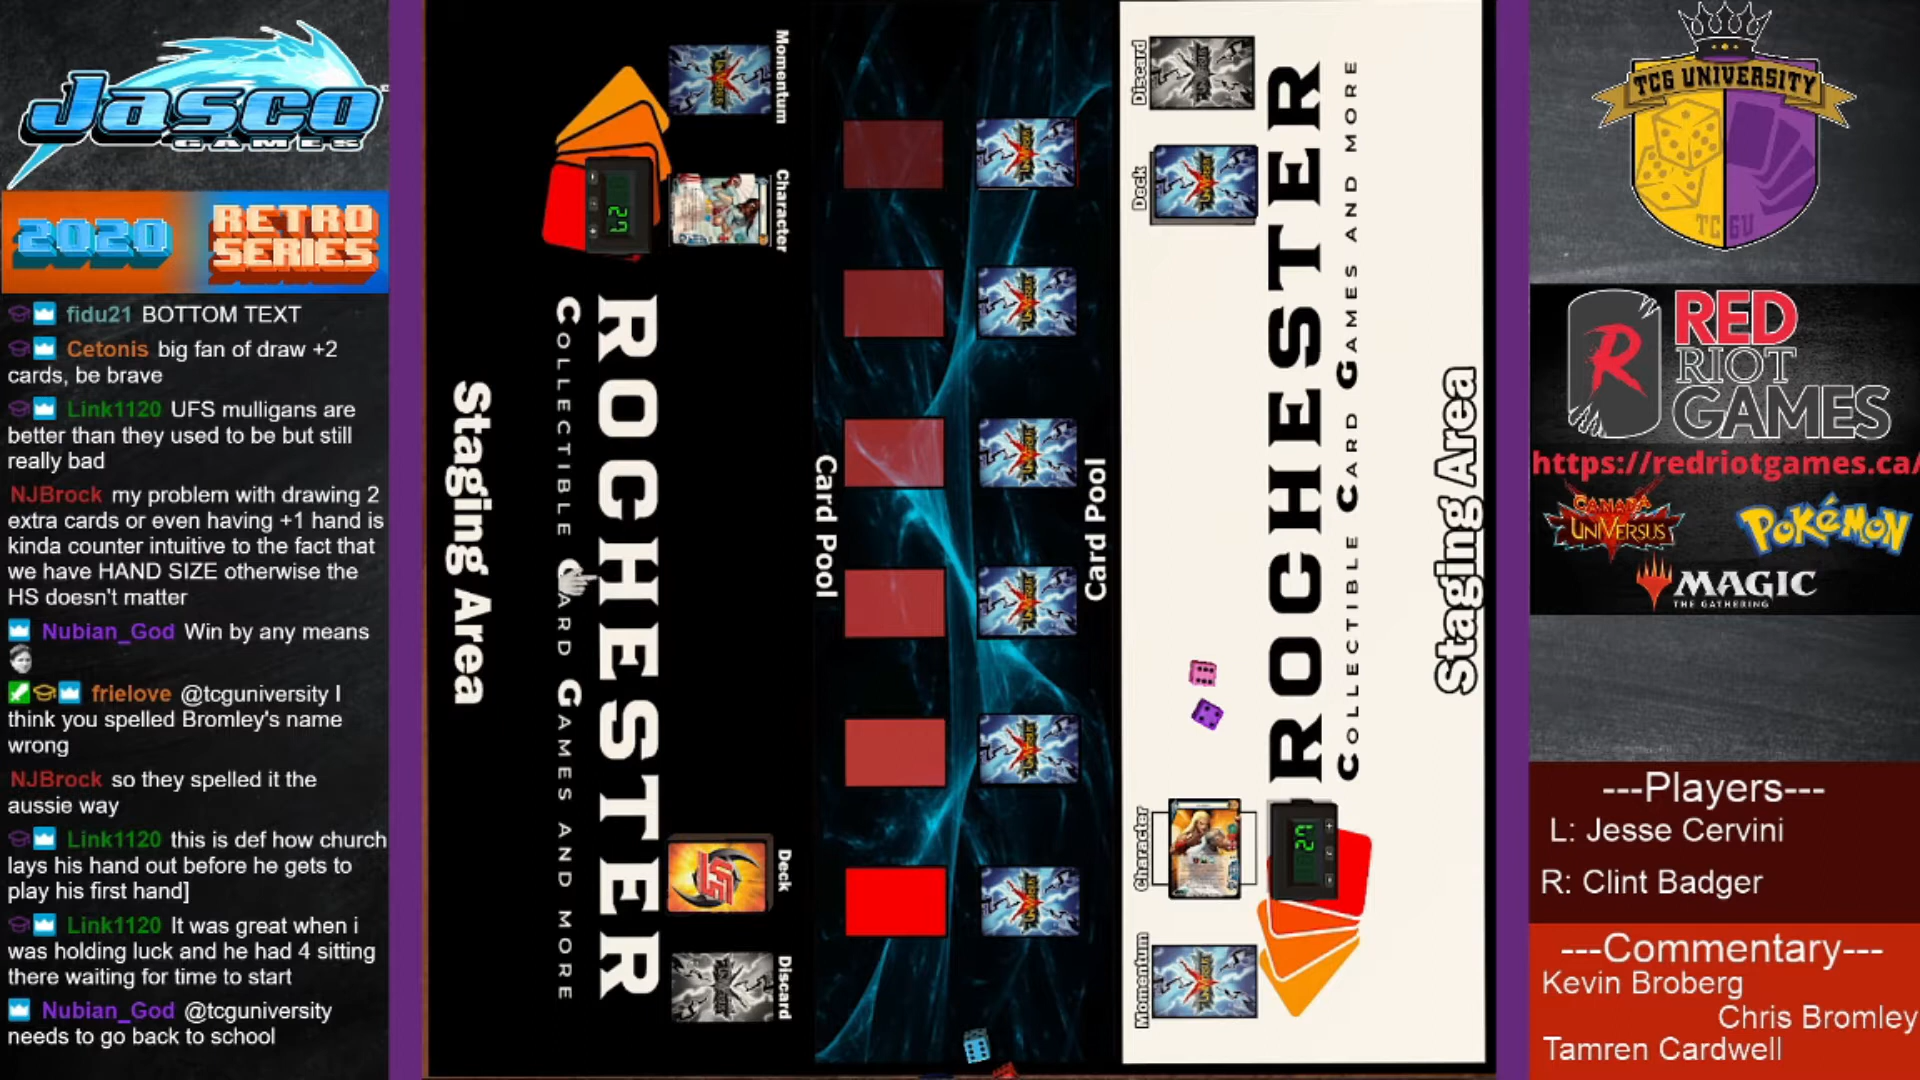 Jasco
GAMES
2020
RETRO
SERIES
fidu21 BOTTOM TEXT
Cetonis big fan of draw +2
cards, be brave
Link1120 UFS mulligans are
better than they used to be but still
really bad
NJBrock my problem with drawing 2
extra cards or even having +1 hand is
kinda counter intuitive to the fact that
we have HAND SIZE otherwise the
HS doesn't matter
Nubian_God Win by any means
frielove @tcguniversity I
think you spelled Bromley's name
wrong
NJBrock so they spelled it the
aussie way
Link1120 this is def how church
lays his hand out before he gets to
play his first hand]
Link1120 It was great when i
was holding luck and he had 4 sitting
there waiting for time to start
Nubian_God @tcguniversity
needs to go back to school
Staging Area
COLLECTIBLE CARD GAMES AND MORE
ROCHESTER
Momentum
Character
27
Deck
Discard
Card Pool
Card Pool
Discard
Deck
Character
Momentum
27
ROCHESTER
COLLECTIBLE CARD GAMES AND MORE
Staging Area
TCG UNIVERSITY
TCGU
R
RED
RIOT
GAMES
https://redriotgames.ca/
CANADA
UNIVERSUS
POKéMON
MAGIC
THE GATHERING
---Players---
L: Jesse Cervini
R: Clint Badger
---Commentary---
Kevin Broberg
Chris Bromley
Tamren Cardwell